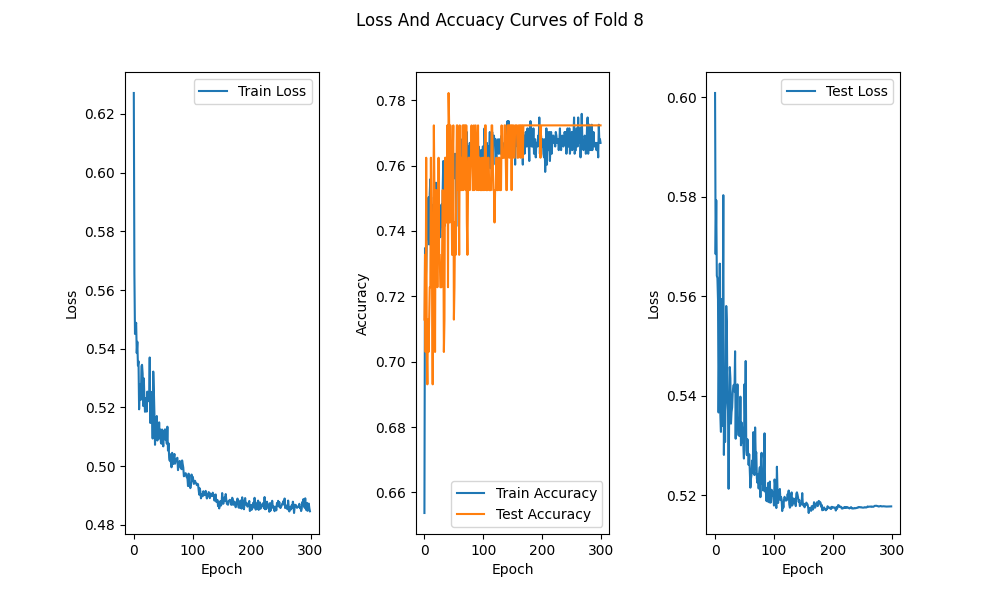 Loss And Accuacy Curves of Fold 8
Train Loss
0.62
0.60
0.58
0.56
0.54
0.52
0.50
0.48
Loss
0 100 200 300
Epoch
0.78
0.76
0.74
0.72
0.70
0.68
0.66
Accuracy
Train Accuracy
Test Accuracy
0 100 200 300
Epoch
Test Loss
0.60
0.58
0.56
0.54
0.52
Loss
0 100 200 300
Epoch